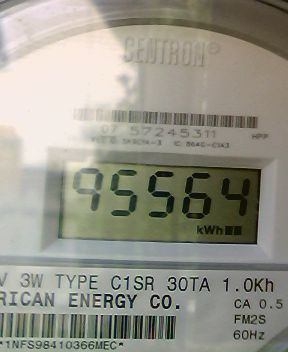 CENTRON®
07 57245311 HPP
95564
kWh
V 3W TYPE C1SR 30TA 1.0Kh
RICAN ENERGY CO. CA 0.5
FM2S
*1NFS98410366MEC* 60Hz